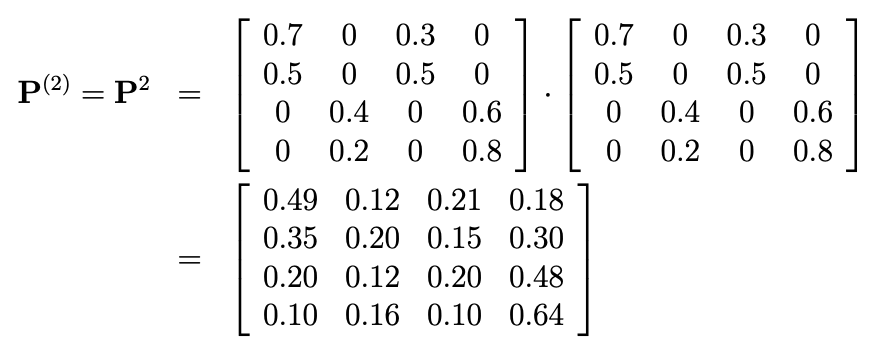 P^{(2)} = P^2 = [ 0.7 0 0.3 0 ] · [ 0.7 0 0.3 0 ]
[ 0.5 0 0.5 0 ] [ 0.5 0 0.5 0 ]
[ 0 0.4 0 0.6 ] [ 0 0.4 0 0.6 ]
[ 0 0.2 0 0.8 ] [ 0 0.2 0 0.8 ]
= [ 0.49 0.12 0.21 0.18 ]
[ 0.35 0.20 0.15 0.30 ]
[ 0.20 0.12 0.20 0.48 ]
[ 0.10 0.16 0.10 0.64 ]